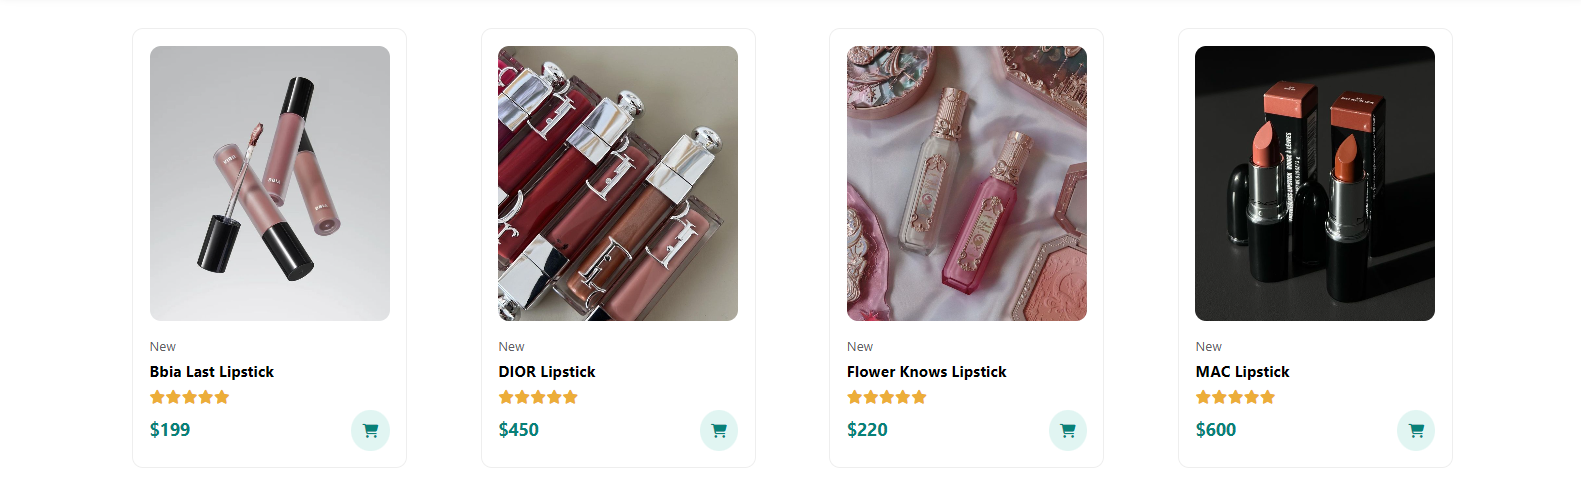 New
Bbia Last Lipstick
$199
New
DIOR Lipstick
$450
New
Flower Knows Lipstick
$220
New
MAC Lipstick
$600